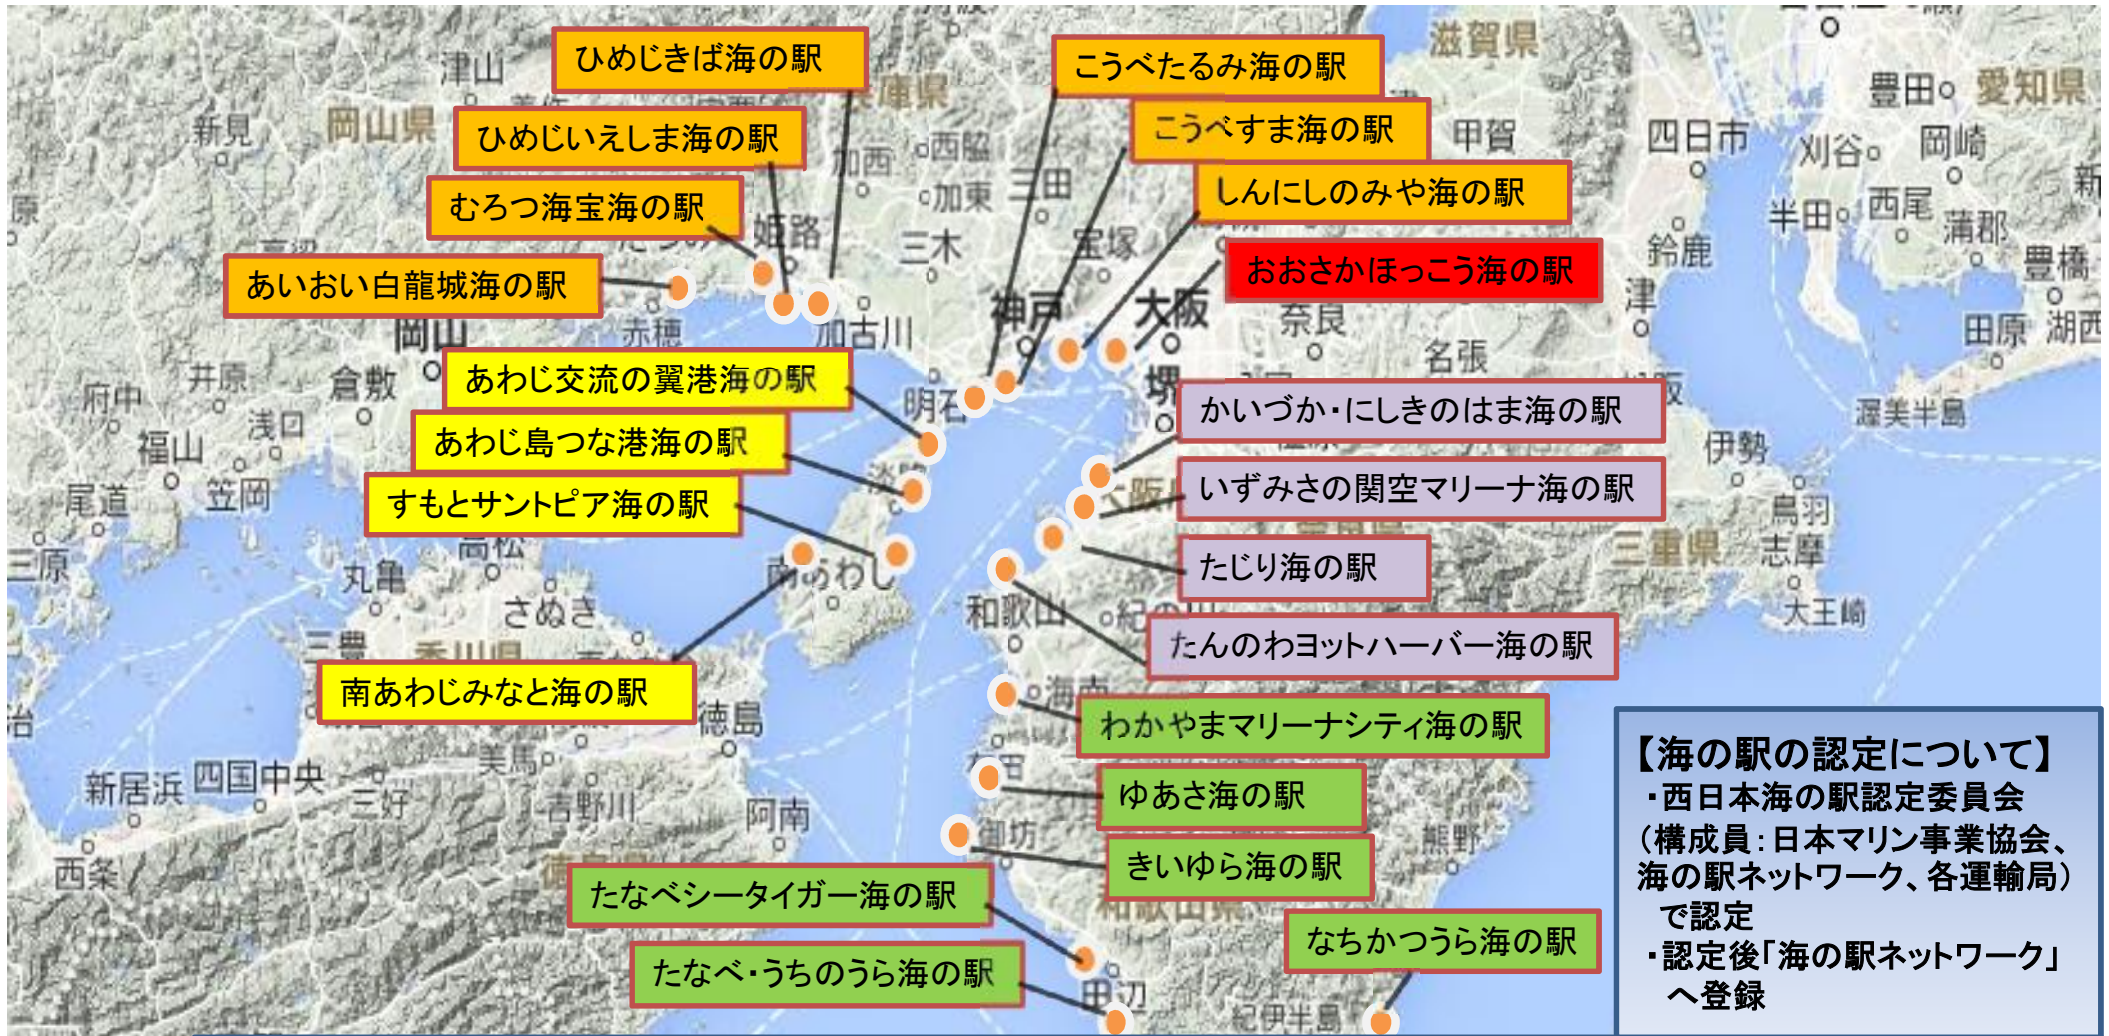 ひめじきば海の駅
こうべたるみ海の駅
ひめじいえしま海の駅
こうべすま海の駅
むろつ海宝海の駅
しんにしのみや海の駅
あいおい白龍城海の駅
おおさかほっこう海の駅
あわじ交流の翼港海の駅
かいづか・にしきのはま海の駅
あわじ島つな港海の駅
いずみさの関空マリーナ海の駅
すもとサントピア海の駅
たじり海の駅
たんのわヨットハーバー海の駅
南あわじみなと海の駅
わかやまマリーナシティ海の駅
ゆあさ海の駅
きいゆら海の駅
たなべシータイガー海の駅
なちかつうら海の駅
たなべ・うちのうら海の駅
【海の駅の認定について】
・西日本海の駅認定委員会
（構成員：日本マリン事業協会、
海の駅ネットワーク、各運輸局）
で認定
・認定後「海の駅ネットワーク」
へ登録
滋賀県
津山
新見
岡山県
加西
西脇
加東
三田
甲賀
四日市
豊田
愛知県
刈谷
岡崎
半田
西尾
蒲郡
豊橋
鈴鹿
姫路
三木
宝塚
神戸
大阪
奈良
津
田原
湖西
名張
岡山
赤穂
加古川
井原
倉敷
府中
浅口
福山
明石
堺
渥美半島
伊勢
尾道
笠岡
鳥羽
志摩
三重県
三原
高松
丸亀
さぬき
南あわじ
和歌山
大王崎
三豊
香川県
海南
徳島
美馬
新居浜
四国中央
三好
吉野川
阿南
御坊
熊野
西条
和歌山県
田辺
紀伊半島